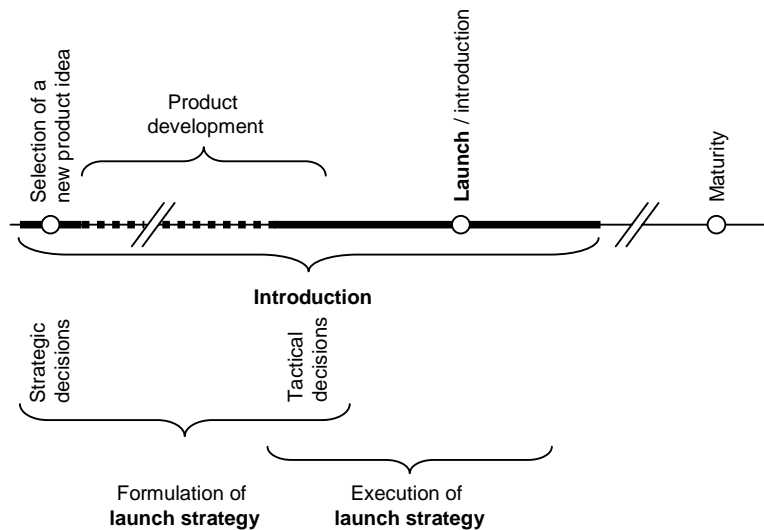 Selection of a
new product idea
Product
development
Launch / introduction
Maturity
Introduction
Strategic
decisions
Tactical
decisions
Formulation of
launch strategy
Execution of
launch strategy